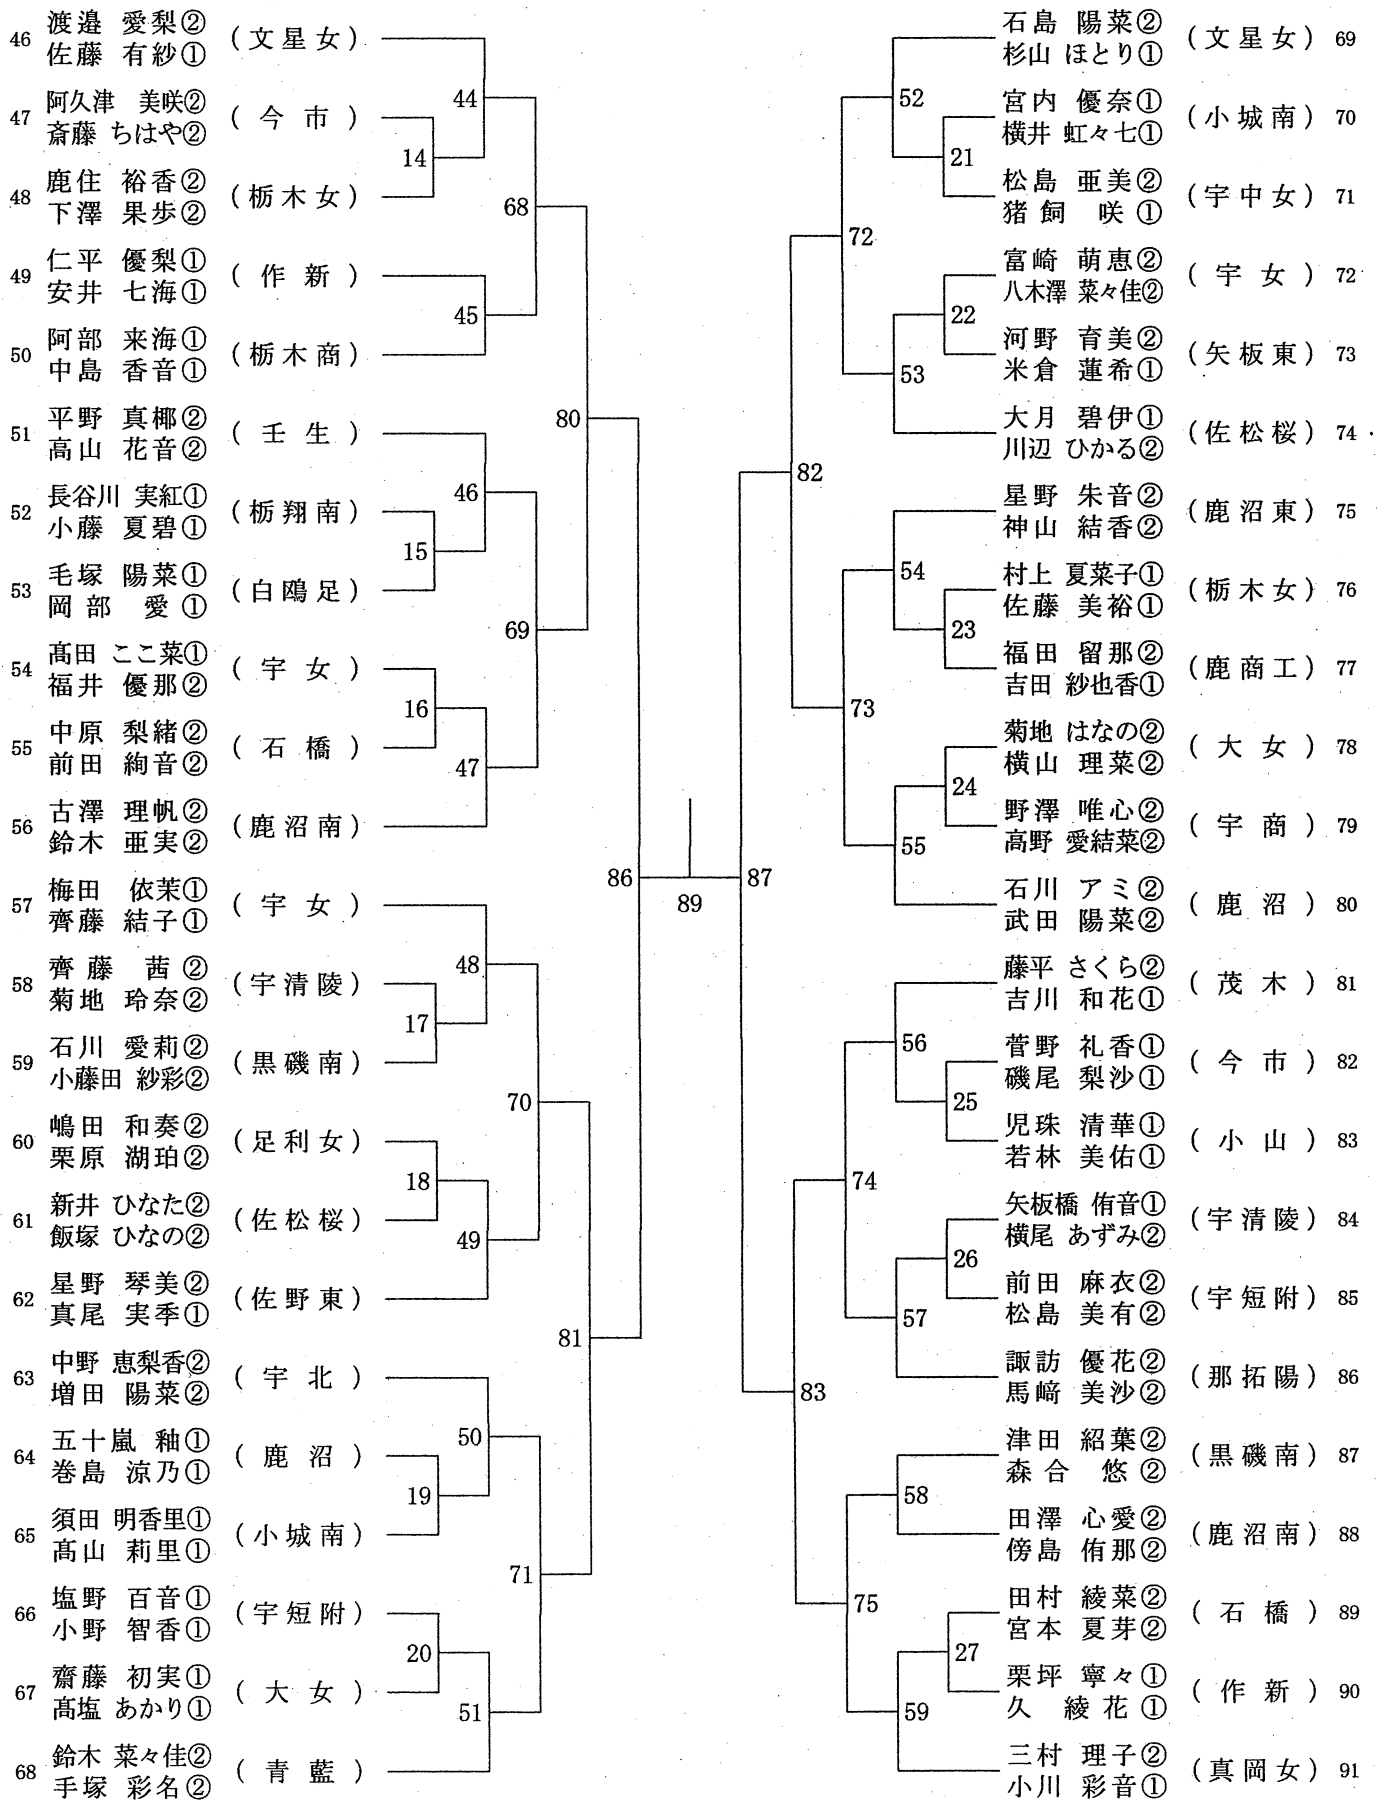 46 渡邉 愛梨② (文星女)
佐藤 有紗①
47 阿久津 美咲② (今市)
斎藤 ちはや②
48 鹿住 裕香② (栃木女)
下澤 果歩②
49 仁平 優梨① (作新)
安井 七海①
50 阿部 来海① (栃木商)
中島 香音①
51 平野 真梛② (壬生)
高山 花音②
52 長谷川 実紅① (栃翔南)
小藤 夏碧①
53 毛塚 陽菜① (白鴎足)
岡部 愛①
54 髙田 ここ菜① (宇女)
福井 優那②
55 中原 梨緒② (石橋)
前田 絢音②
56 古澤 理帆② (鹿沼南)
鈴木 亜実②
57 梅田 依茉① (宇女)
齊藤 結子①
58 齊藤 茜② (宇清陵)
菊地 玲奈②
59 石川 愛莉② (黒磯南)
小藤田 紗彩②
60 嶋田 和奏② (足利女)
栗原 湖珀②
61 新井 ひなた② (佐松桜)
飯塚 ひなの②
62 星野 琴美② (佐野東)
真尾 実季①
63 中野 恵梨香② (宇北)
増田 陽菜②
64 五十嵐 釉① (鹿沼)
巻島 涼乃①
65 須田 明香里① (小城南)
髙山 莉里①
66 塩野 百音① (宇短附)
小野 智香①
67 齋藤 初実① (大女)
髙塩 あかり①
68 鈴木 菜々佳② (青藍)
手塚 彩名②
44
14
68
45
80
46
15
69
16
47
86
48
17
70
18
49
81
50
19
71
20
51
89
87
52
21
72
22
53
82
54
23
73
24
55
56
25
74
26
57
83
58
75
27
59
石島 陽菜② (文星女) 69
杉山 ほとり①
宮内 優奈① (小城南) 70
横井 虹々七①
松島 亜美② (宇中女) 71
猪飼 咲①
富崎 萌恵② (宇女) 72
八木澤 菜々佳②
河野 育美② (矢板東) 73
米倉 蓮希①
大月 碧伊① (佐松桜) 74
川辺 ひかる②
星野 朱音② (鹿沼東) 75
神山 結香②
村上 夏菜子① (栃木女) 76
佐藤 美裕①
福田 留那② (鹿商工) 77
吉田 紗也香①
菊地 はなの② (大女) 78
横山 理菜②
野澤 唯心② (宇商) 79
高野 愛結菜②
石川 アミ② (鹿沼) 80
武田 陽菜②
藤平 さくら② (茂木) 81
吉川 和花①
菅野 礼香① (今市) 82
磯尾 梨沙①
児珠 清華① (小山) 83
若林 美佑①
矢板橋 侑音① (宇清陵) 84
横尾 あずみ②
前田 麻衣② (宇短附) 85
松島 美有②
諏訪 優花② (那拓陽) 86
馬﨑 美沙②
津田 紹葉② (黒磯南) 87
森合 悠②
田澤 心愛② (鹿沼南) 88
傍島 侑那②
田村 綾菜② (石橋) 89
宮本 夏芽②
栗坪 寧々① (作新) 90
久 綾花①
三村 理子② (真岡女) 91
小川 彩音①